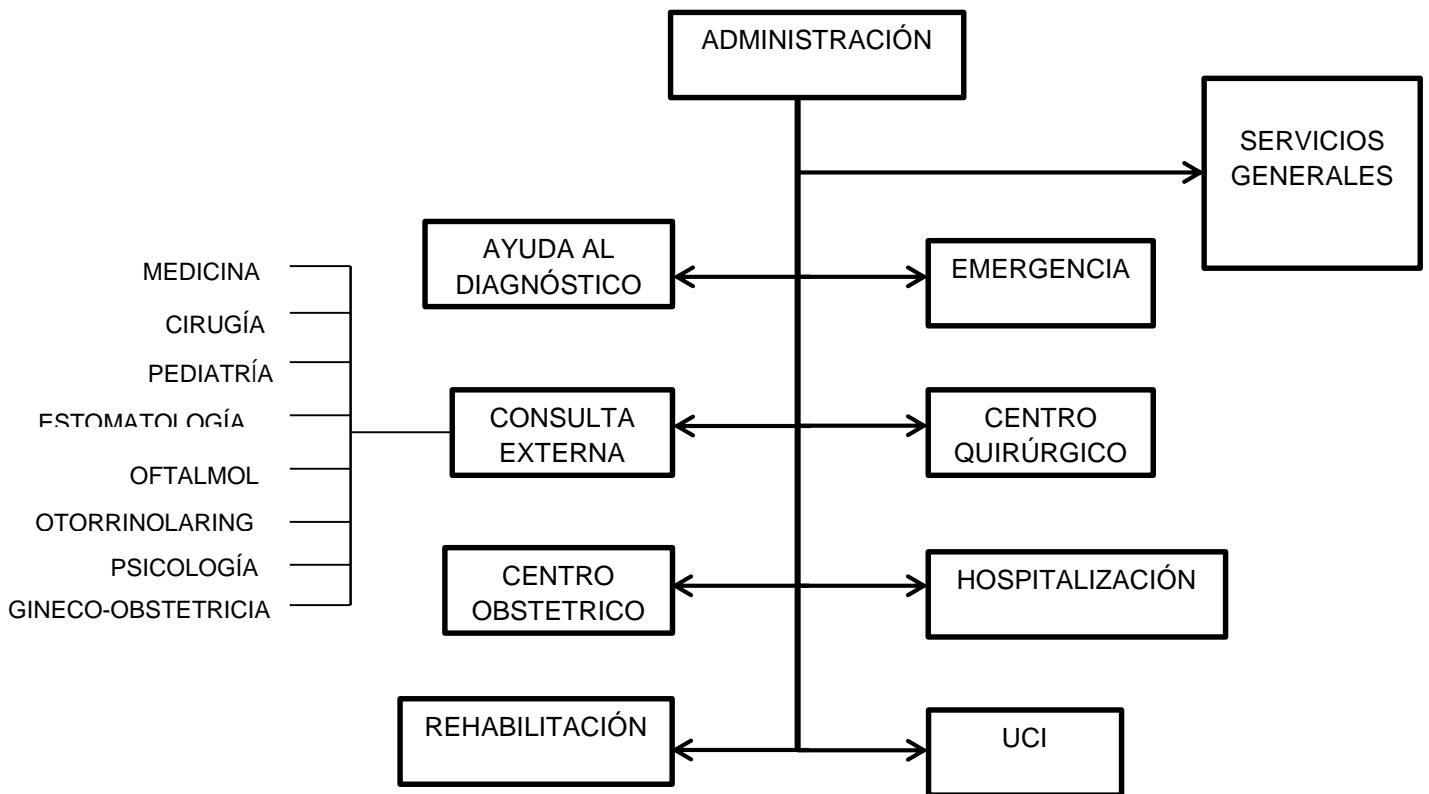 ADMINISTRACIÓN
SERVICIOS
GENERALES
AYUDA AL
DIAGNÓSTICO
EMERGENCIA
MEDICINA
CIRUGÍA
PEDIATRÍA
ESTOMATOLOGÍA
OFTALMOL
OTORRINOLARING
PSICOLOGÍA
GINECO-OBSTETRICIA
CONSULTA
EXTERNA
CENTRO
QUIRÚRGICO
CENTRO
OBSTETRICO
HOSPITALIZACIÓN
REHABILITACIÓN
UCI